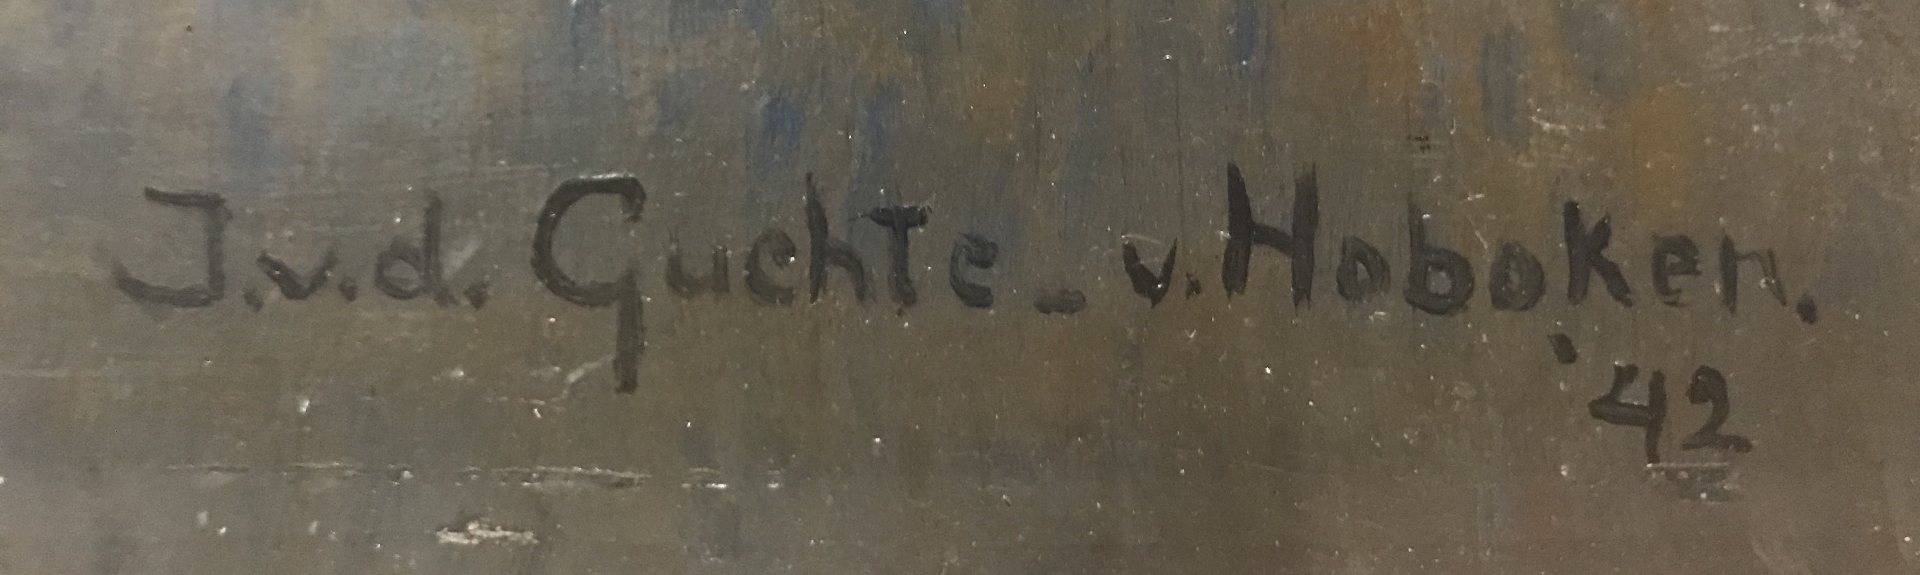 J.v.d. Guchte - v. Hoboken.
'42